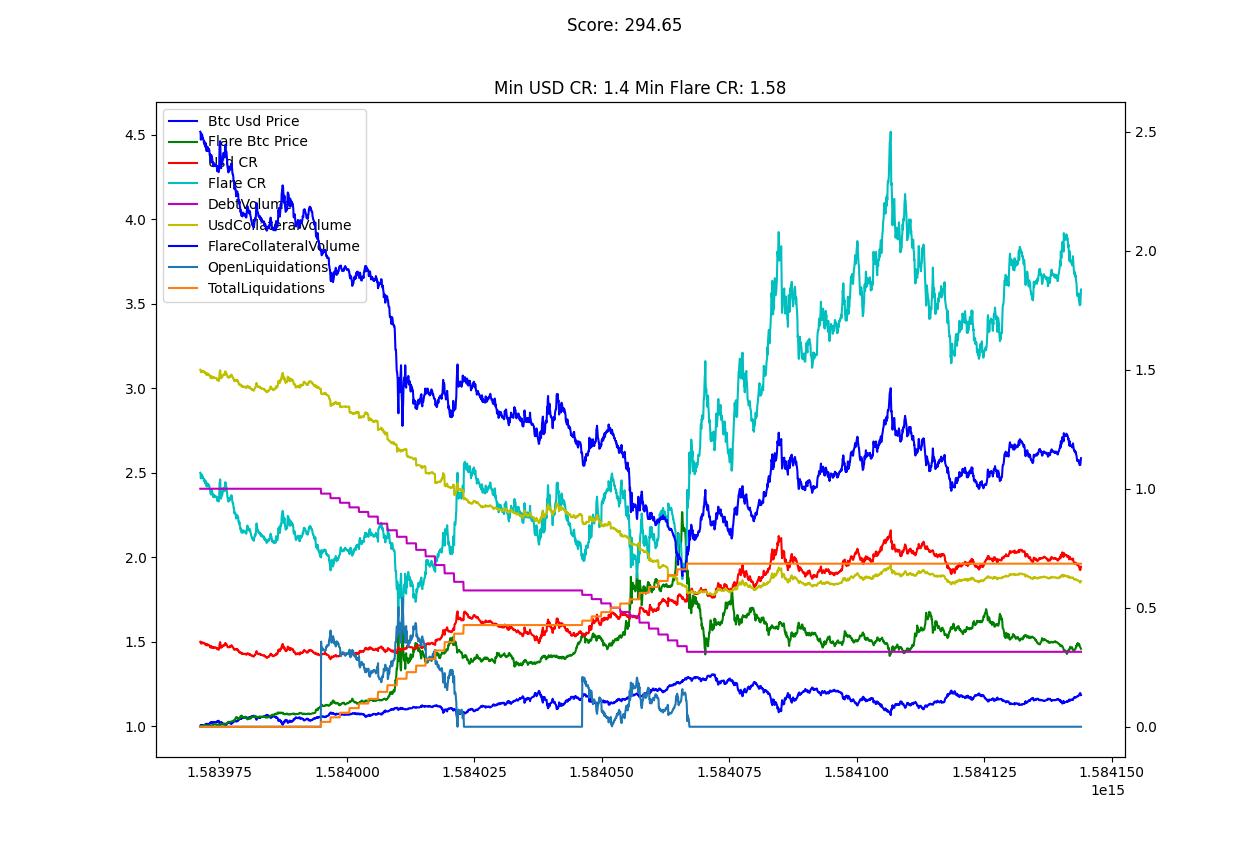 Score: 294.65
Min USD CR: 1.4 Min Flare CR: 1.58
Btc Usd Price
Flare Btc Price
Usd CR
Flare CR
DebtVolume
UsdCollateralVolume
FlareCollateralVolume
OpenLiquidations
TotalLiquidations
4.5
4.0
3.5
3.0
2.5
2.0
1.5
1.0
2.5
2.0
1.5
1.0
0.5
0.0
1.583975
1.584000
1.584025
1.584050
1.584075
1.584100
1.584125
1.584150
1e15